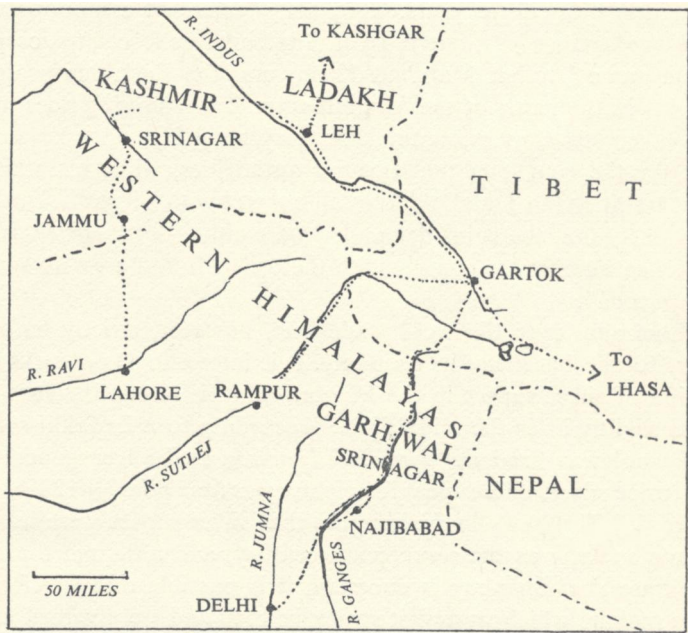 R. INDUS
To KASHGAR
KASHMIR
LADAKH
LEH
SRINAGAR
WESTERN HIMALAYAS
TIBET
JAMMU
GARTOK
R. RAVI
LAHORE
RAMPUR
To
LHASA
GARHWAL
SRINAGAR
R. SUTLEJ
NEPAL
NAJIBABAD
R. JUMNA
R. GANGES
50 MILES
DELHI